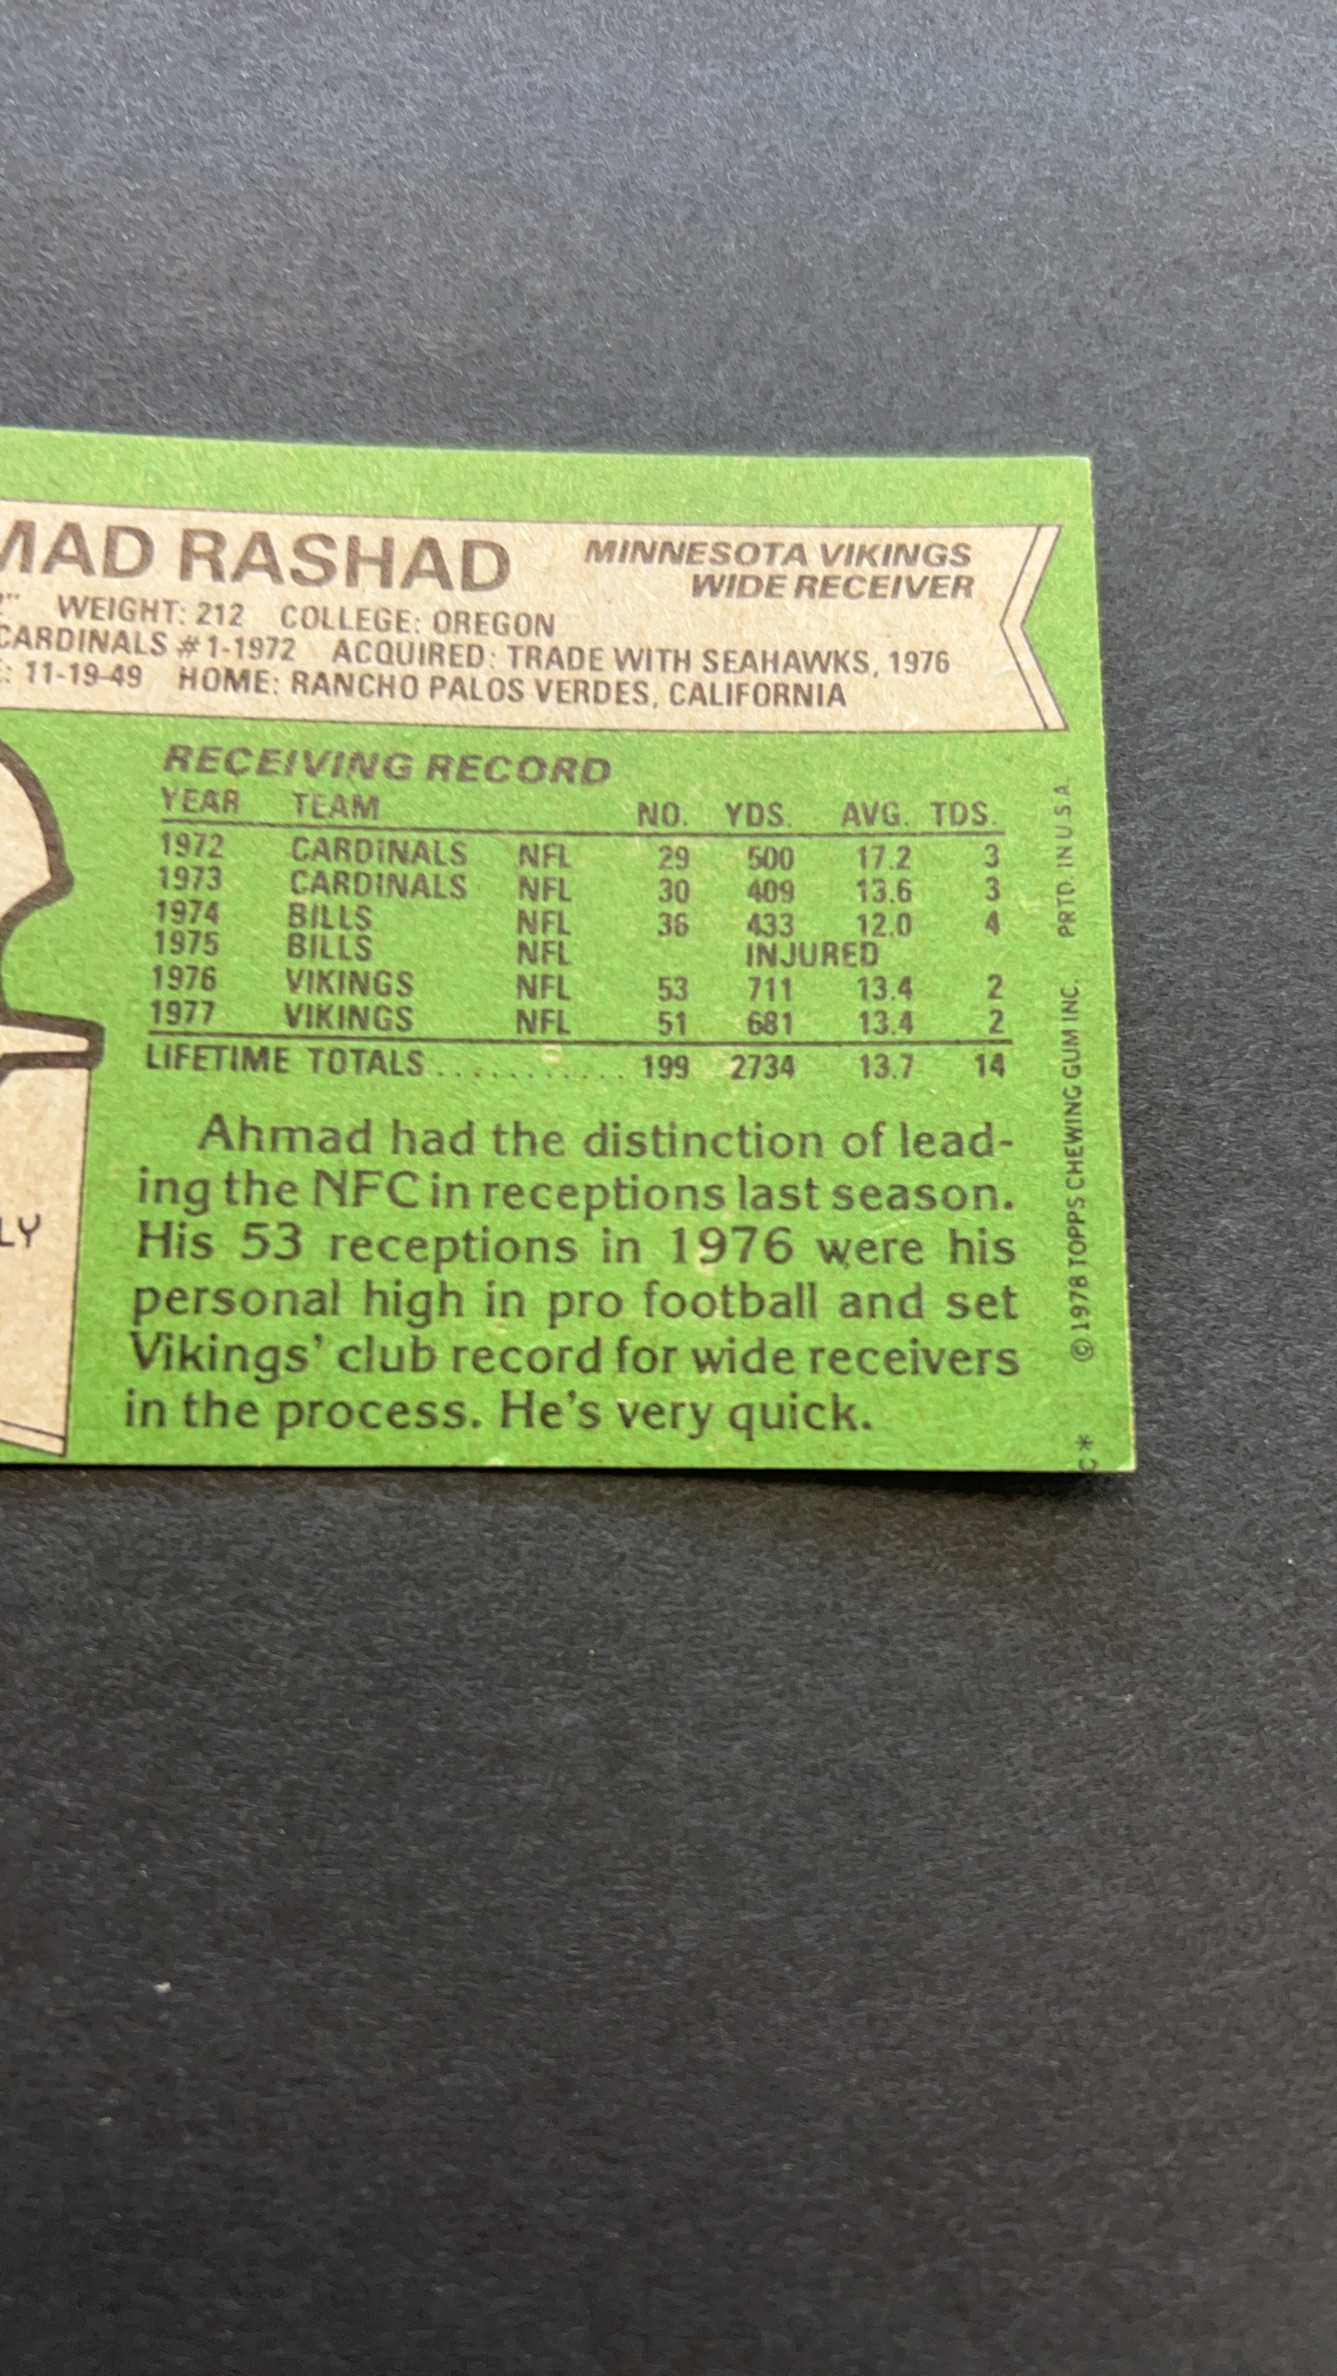 MAD RASHAD
MINNESOTA VIKINGS
WIDE RECEIVER
2" WEIGHT: 212 COLLEGE: OREGON
CARDINALS #1-1972 ACQUIRED: TRADE WITH SEAHAWKS, 1976
: 11-19-49 HOME: RANCHO PALOS VERDES, CALIFORNIA
RECEIVING RECORD
YEAR TEAM NO. YDS. AVG. TDS.
1972 CARDINALS NFL 29 500 17.2 3
1973 CARDINALS NFL 30 409 13.6 3
1974 BILLS NFL 36 433 12.0 4
1975 BILLS NFL INJURED
1976 VIKINGS NFL 53 711 13.4 2
1977 VIKINGS NFL 51 681 13.4 2
LIFETIME TOTALS............ 199 2734 13.7 14
Ahmad had the distinction of lead-
ing the NFC in receptions last season.
His 53 receptions in 1976 were his
personal high in pro football and set
Vikings' club record for wide receivers
in the process. He's very quick.
LY
C* ©1978 TOPPS CHEWING GUM INC. PRTD. IN U.S.A.